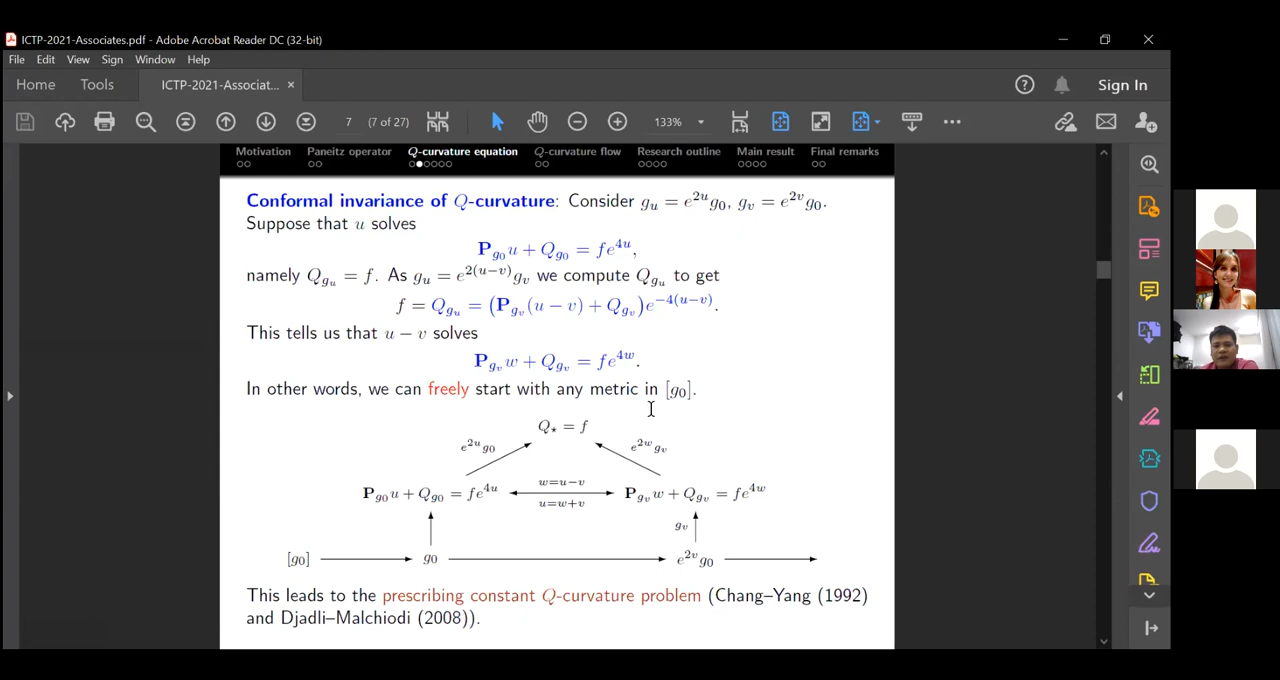 ICTP-2021-Associates.pdf - Adobe Acrobat Reader DC (32-bit)
File Edit View Sign Window Help
Home Tools ICTP-2021-Associat... × Sign In
7 (7 of 27) 133%
Motivation Paneitz operator Q-curvature equation Q-curvature flow Research outline Main result Final remarks
Conformal invariance of Q-curvature: Consider g_u = e^{2u}g_0, g_v = e^{2v}g_0.
Suppose that u solves
P_{g_0}u + Q_{g_0} = fe^{4u},
namely Q_{g_u} = f. As g_u = e^{2(u−v)}g_v we compute Q_{g_u} to get
f = Q_{g_u} = (P_{g_v}(u − v) + Q_{g_v})e^{−4(u−v)}.
This tells us that u − v solves
P_{g_v}w + Q_{g_v} = fe^{4w}.
In other words, we can freely start with any metric in [g_0].
Q_⋆ = f
e^{2u}g_0 e^{2w}g_v
P_{g_0}u + Q_{g_0} = fe^{4u} w=u−v P_{g_v}w + Q_{g_v} = fe^{4w}
u=w+v
g_v
[g_0] g_0 e^{2v}g_0
This leads to the prescribing constant Q-curvature problem (Chang–Yang (1992)
and Djadli–Malchiodi (2008)).